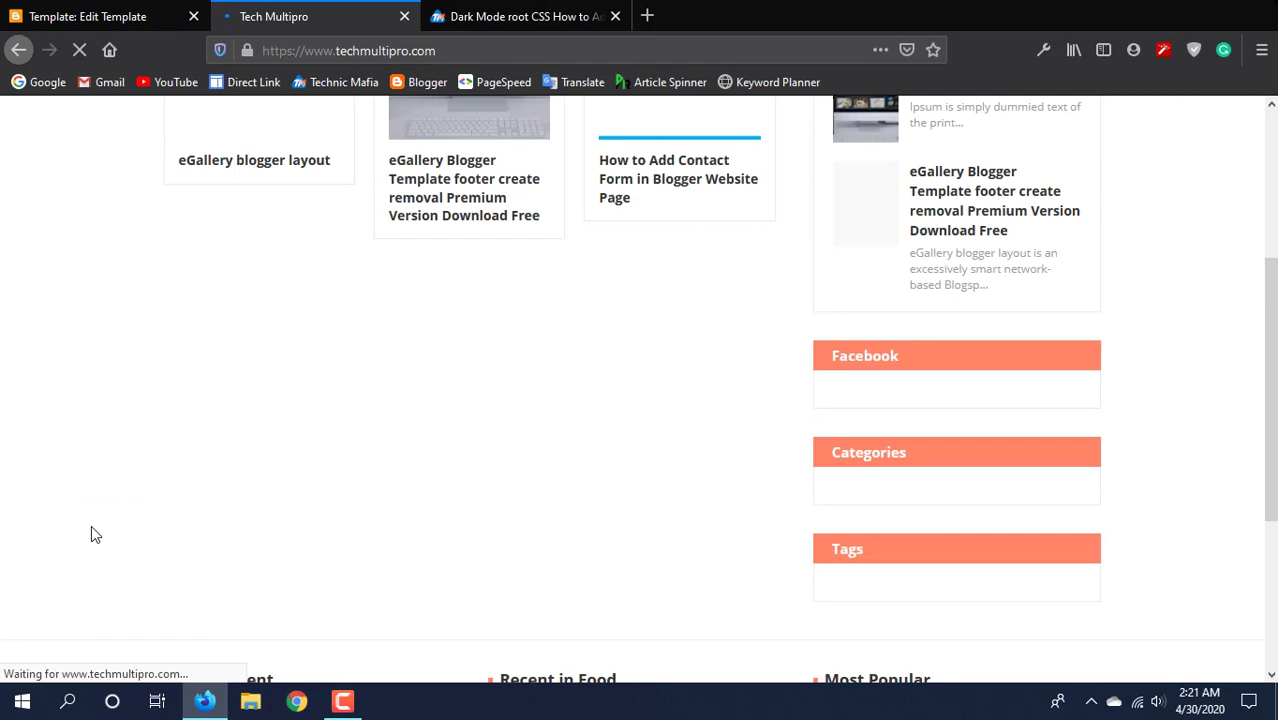 Template: Edit Template
Tech Multipro
Dark Mode root CSS How to Ad
https://www.techmultipro.com
Google
Gmail
YouTube
Direct Link
Technic Mafia
Blogger
PageSpeed
Translate
Article Spinner
Keyword Planner
Ipsum is simply dummied text of
the print...
eGallery blogger layout
eGallery Blogger
Template footer create
removal Premium
Version Download Free
How to Add Contact
Form in Blogger Website
Page
eGallery Blogger
Template footer create
removal Premium Version
Download Free
eGallery blogger layout is an
excessively smart network-
based Blogsp...
Facebook
Categories
Tags
Waiting for www.techmultipro.com...
ent
Recent in Food
Most Popular
2:21 AM
4/30/2020